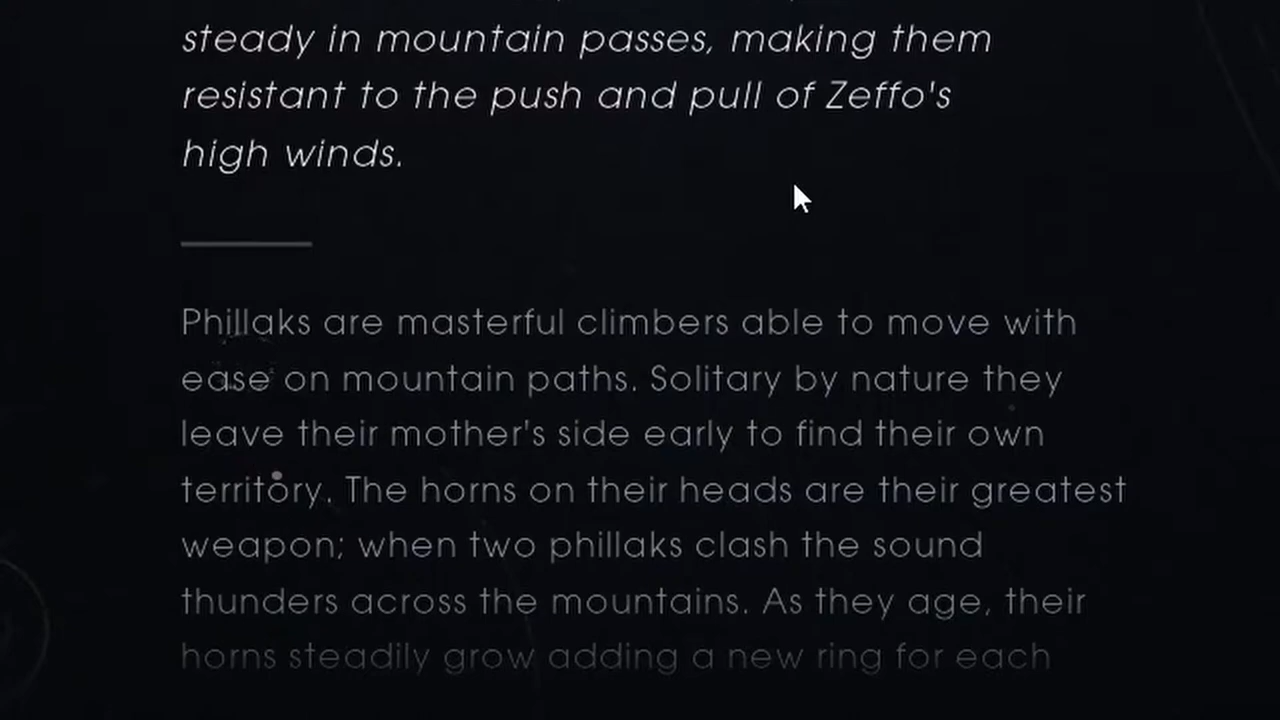 steady in mountain passes, making them
resistant to the push and pull of Zeffo's
high winds.
Phillaks are masterful climbers able to move with
ease on mountain paths. Solitary by nature they
leave their mother's side early to find their own
territory. The horns on their heads are their greatest
weapon; when two phillaks clash the sound
thunders across the mountains. As they age, their
horns steadily grow adding a new ring for each